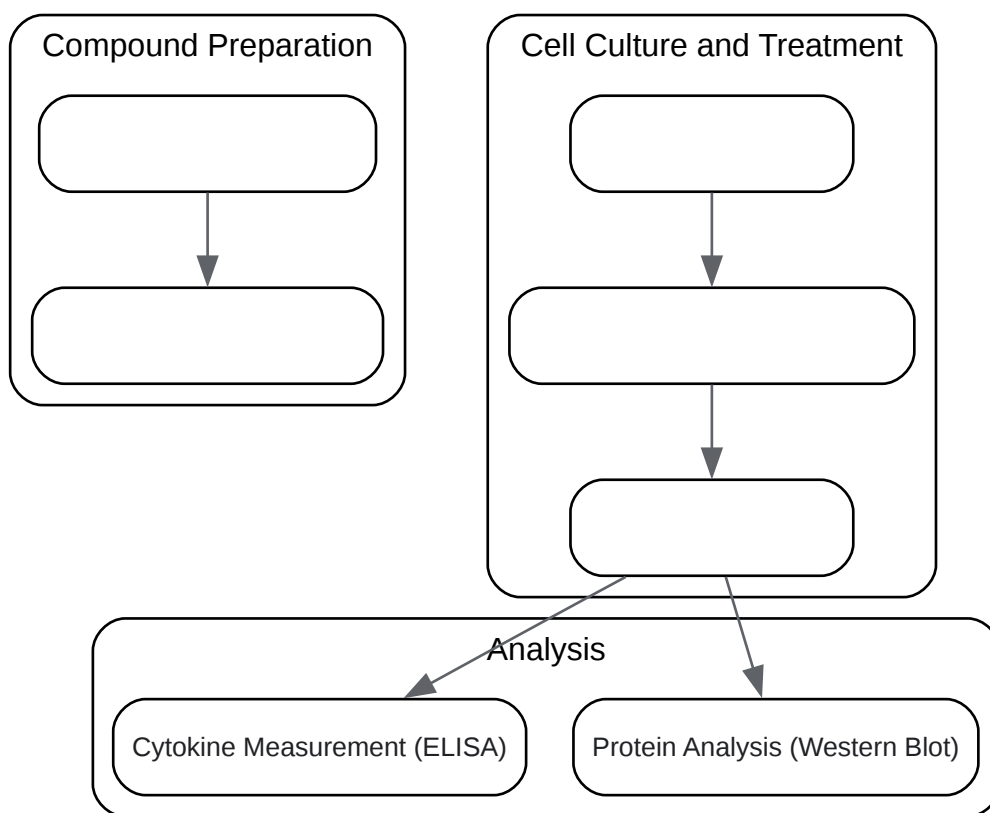 Compound Preparation
Cell Culture and Treatment
Analysis
Cytokine Measurement (ELISA)
Protein Analysis (Western Blot)